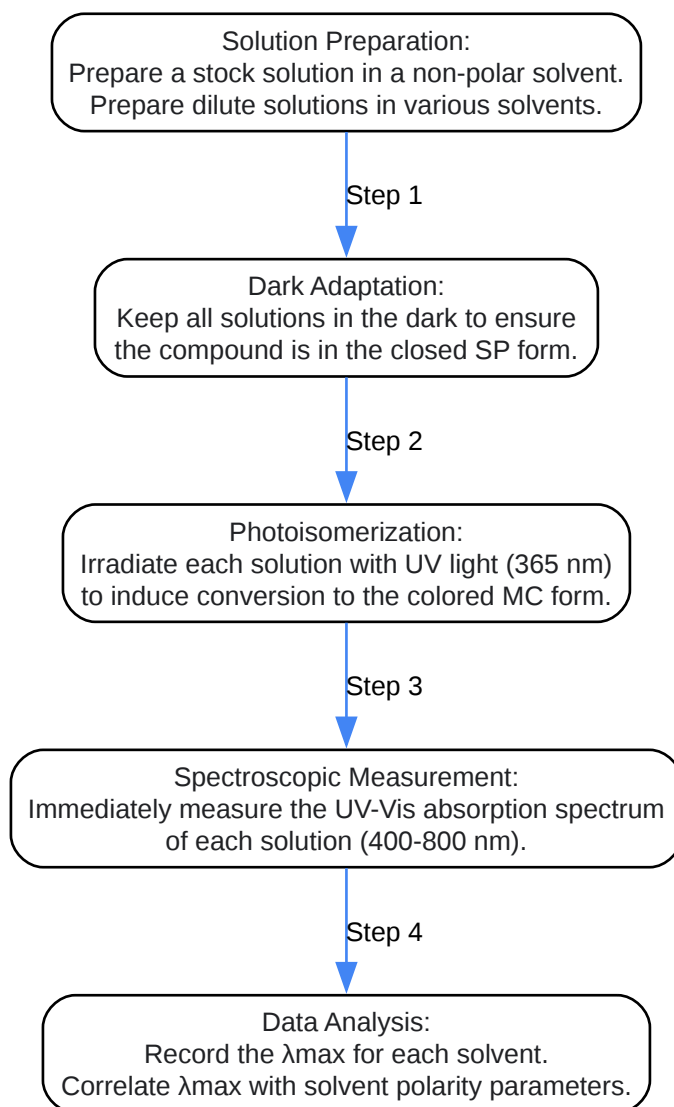 Solution Preparation:
Prepare a stock solution in a non-polar solvent.
Prepare dilute solutions in various solvents.
Step 1
Dark Adaptation:
Keep all solutions in the dark to ensure
the compound is in the closed SP form.
Step 2
Photoisomerization:
Irradiate each solution with UV light (365 nm)
to induce conversion to the colored MC form.
Step 3
Spectroscopic Measurement:
Immediately measure the UV-Vis absorption spectrum
of each solution (400-800 nm).
Step 4
Data Analysis:
Record the λmax for each solvent.
Correlate λmax with solvent polarity parameters.